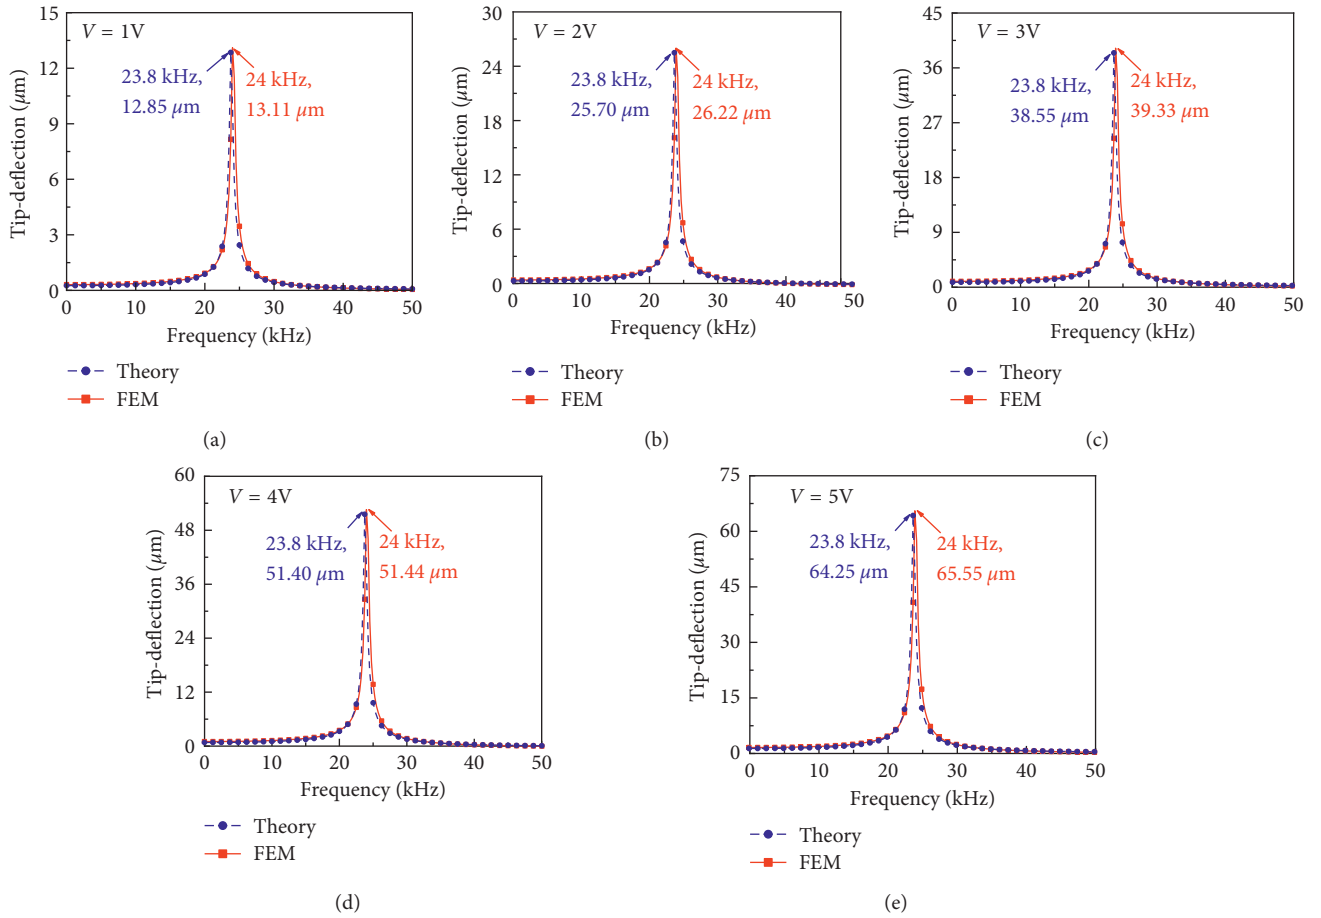 V = 1V
23.8 kHz,
12.85 μm
24 kHz,
13.11 μm
Tip-deflection (μm)
15
12
9
6
3
0
0 10 20 30 40 50
Frequency (kHz)
Theory
FEM
(a)
V = 2V
23.8 kHz,
25.70 μm
24 kHz,
26.22 μm
Tip-deflection (μm)
30
24
18
12
6
0
0 10 20 30 40 50
Frequency (kHz)
Theory
FEM
(b)
V = 3V
23.8 kHz,
38.55 μm
24 kHz,
39.33 μm
Tip-deflection (μm)
45
36
27
18
9
0
0 10 20 30 40 50
Frequency (kHz)
Theory
FEM
(c)
V = 4V
23.8 kHz,
51.40 μm
24 kHz,
51.44 μm
Tip-deflection (μm)
60
48
36
24
12
0
0 10 20 30 40 50
Frequency (kHz)
Theory
FEM
(d)
V = 5V
23.8 kHz,
64.25 μm
24 kHz,
65.55 μm
Tip-deflection (μm)
75
60
45
30
15
0
0 10 20 30 40 50
Frequency (kHz)
Theory
FEM
(e)